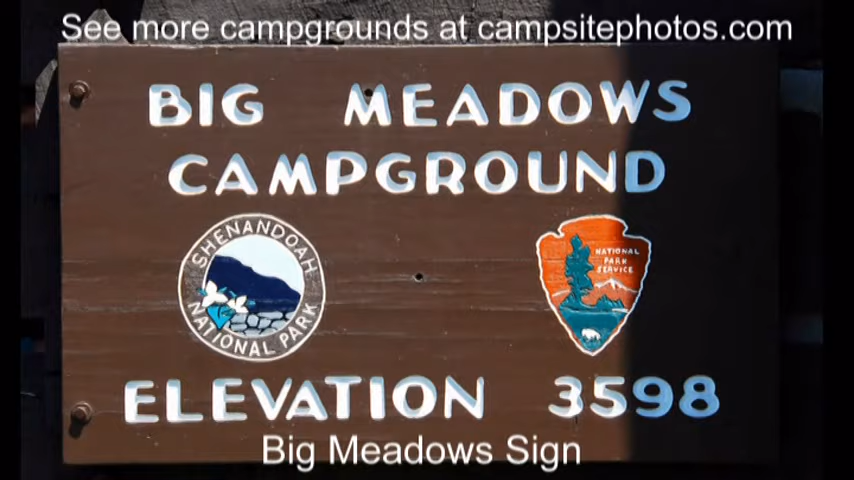 See more campgrounds at campsitephotos.com
BIG MEADOWS
CAMPGROUND
SHENANDOAH
NATIONAL PARK
NATIONAL
PARK
SERVICE
ELEVATION 3598
Big Meadows Sign